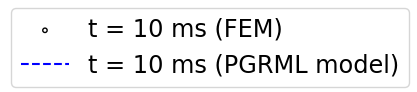 t = 10 ms (FEM)
t = 10 ms (PGRML model)